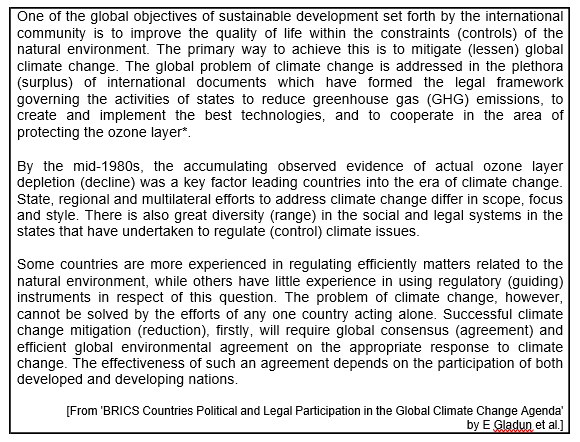 One of the global objectives of sustainable development set forth by the international
community is to improve the quality of life within the constraints (controls) of the
natural environment. The primary way to achieve this is to mitigate (lessen) global
climate change. The global problem of climate change is addressed in the plethora
(surplus) of international documents which have formed the legal framework
governing the activities of states to reduce greenhouse gas (GHG) emissions, to
create and implement the best technologies, and to cooperate in the area of
protecting the ozone layer*.
By the mid-1980s, the accumulating observed evidence of actual ozone layer
depletion (decline) was a key factor leading countries into the era of climate change.
State, regional and multilateral efforts to address climate change differ in scope, focus
and style. There is also great diversity (range) in the social and legal systems in the
states that have undertaken to regulate (control) climate issues.
Some countries are more experienced in regulating efficiently matters related to the
natural environment, while others have little experience in using regulatory (guiding)
instruments in respect of this question. The problem of climate change, however,
cannot be solved by the efforts of any one country acting alone. Successful climate
change mitigation (reduction), firstly, will require global consensus (agreement) and
efficient global environmental agreement on the appropriate response to climate
change. The effectiveness of such an agreement depends on the participation of both
developed and developing nations.
[From 'BRICS Countries Political and Legal Participation in the Global Climate Change Agenda'
by E Gladun et al.]